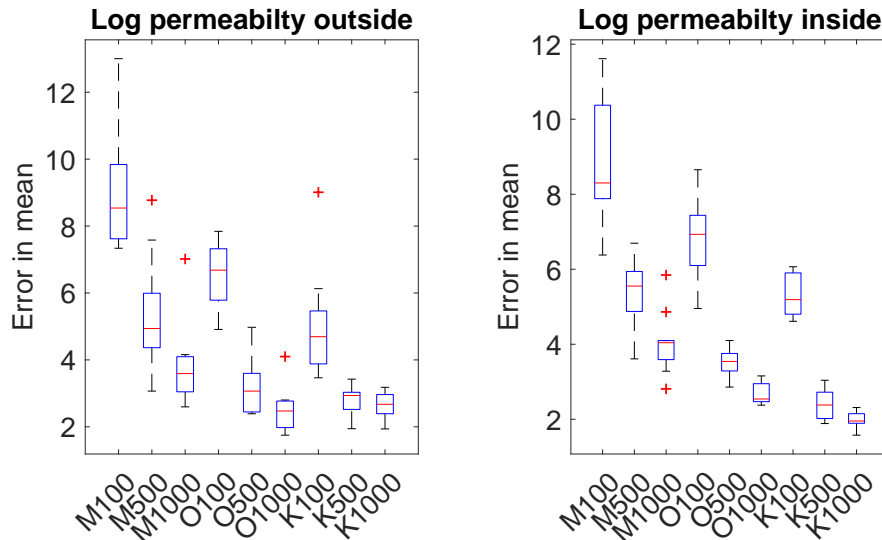 Log permeabilty outside
Error in mean
12
10
8
6
4
2
M100
M500
M1000
O100
O500
O1000
K100
K500
K1000
Log permeabilty inside
Error in mean
12
10
8
6
4
2
M100
M500
M1000
O100
O500
O1000
K100
K500
K1000